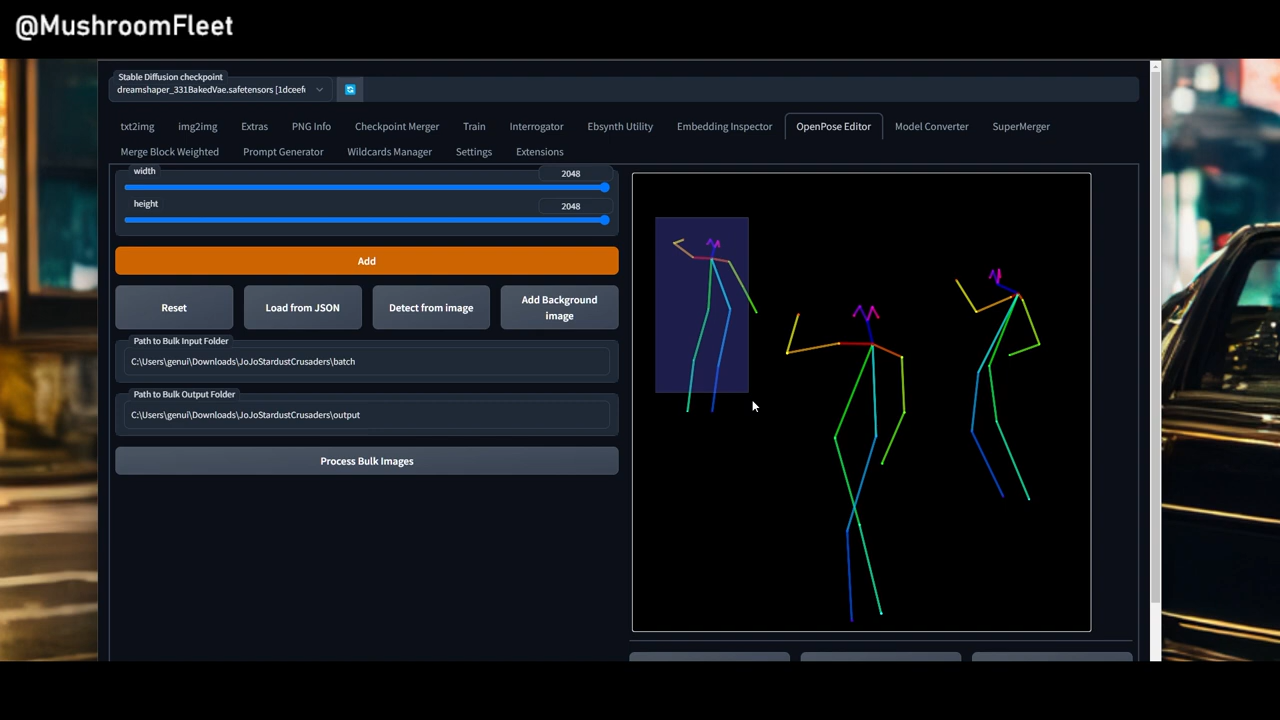 @MushroomFleet
Stable Diffusion checkpoint
dreamshaper_331BakedVae.safetensors [1dceef
txt2img img2img Extras PNG Info Checkpoint Merger Train Interrogator Ebsynth Utility Embedding Inspector OpenPose Editor Model Converter SuperMerger
Merge Block Weighted Prompt Generator Wildcards Manager Settings Extensions
width 2048
height 2048
Add
Reset
Load from JSON
Detect from image
Add Background
image
Path to Bulk Input Folder
C:\Users\genui\Downloads\JoJoStardustCrusaders\batch
Path to Bulk Output Folder
C:\Users\genui\Downloads\JoJoStardustCrusaders\output
Process Bulk Images